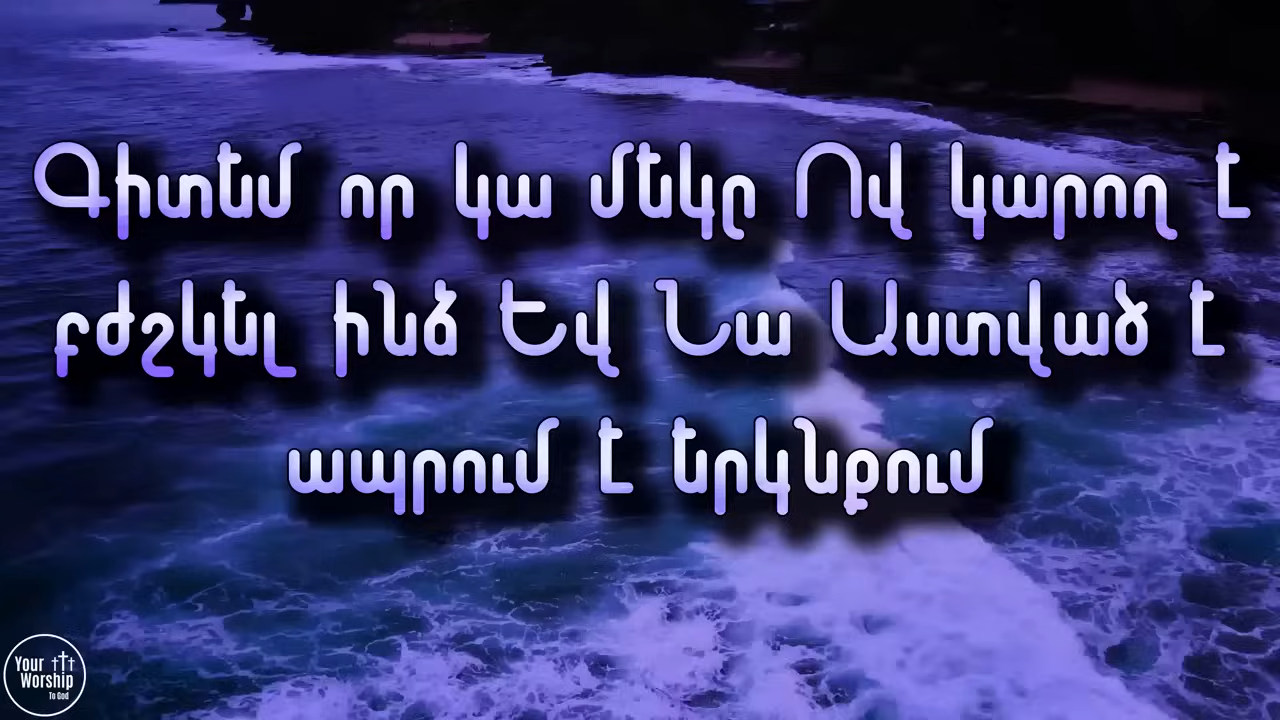 Գիտեմ որ կա մեկը Ով կարող է
բժշկել ինձ Եվ Նա Աստված է
ապրում է երկնքում
Your
Worship
To God